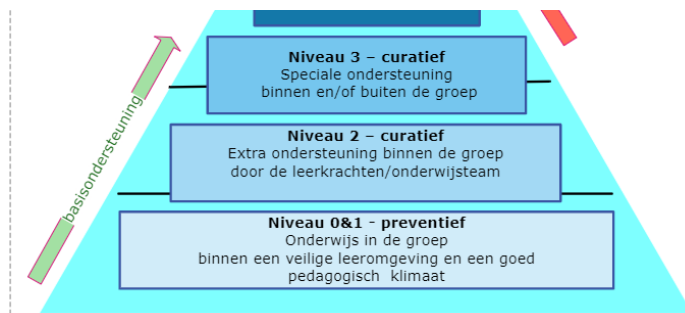 Niveau 3 – curatief
Speciale ondersteuning
binnen en/of buiten de groep
Niveau 2 – curatief
Extra ondersteuning binnen de groep
door de leerkrachten/onderwijsteam
Niveau 0&1 - preventief
Onderwijs in de groep
binnen een veilige leeromgeving en een goed
pedagogisch klimaat
basisondersteuning